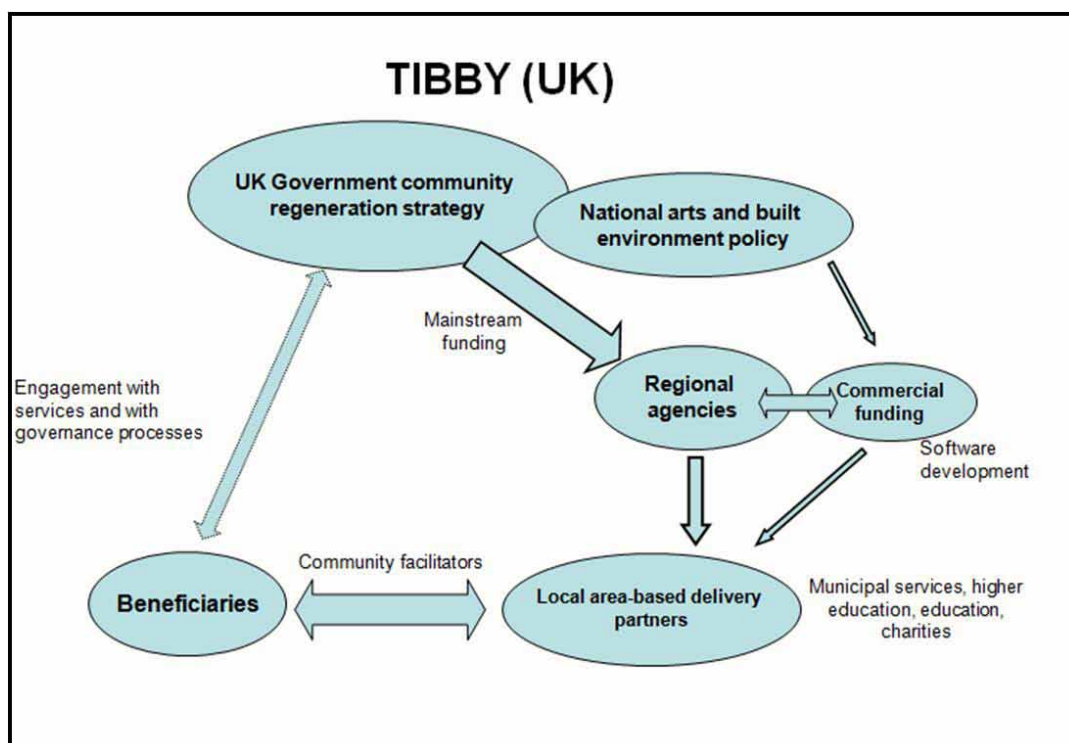 TIBBY (UK)
UK Government community
regeneration strategy
National arts and built
environment policy
Mainstream
funding
Regional
agencies
Commercial
funding
Engagement with
services and with
governance processes
Software
development
Community facilitators
Beneficiaries
Local area-based delivery
partners
Municipal services, higher
education, education,
charities